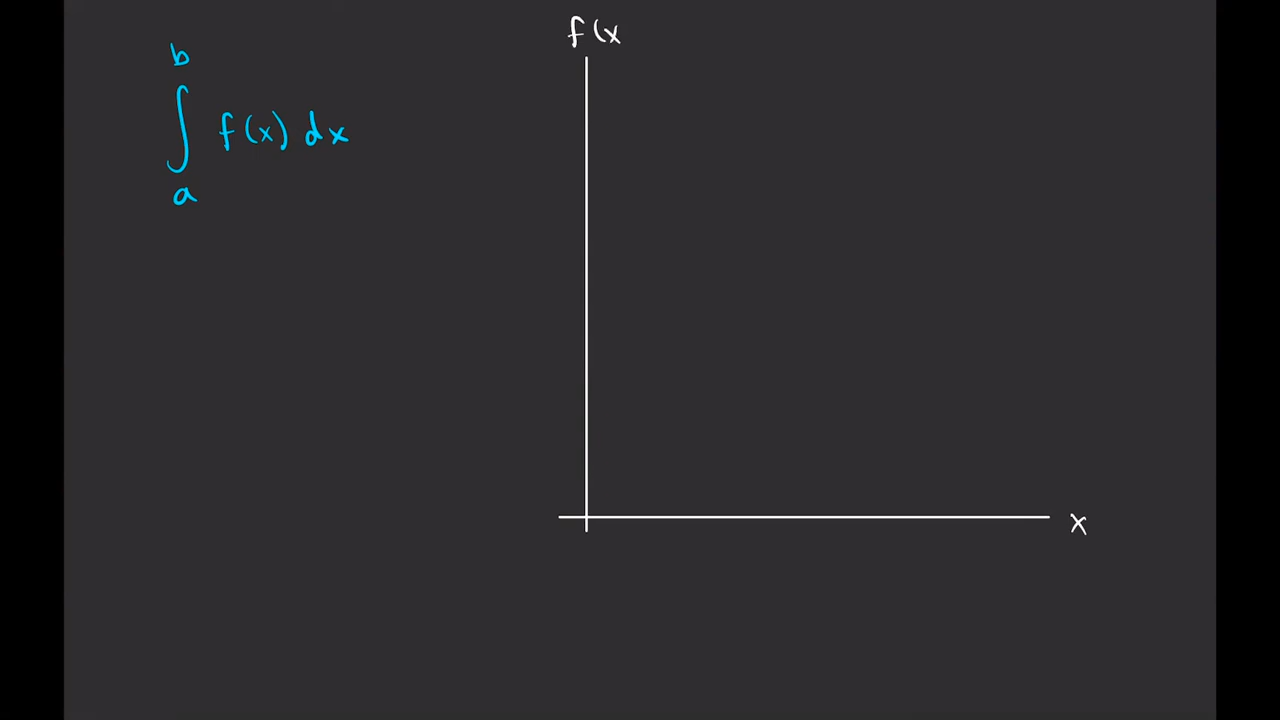 b
∫ f(x) dx
a
f(x
x